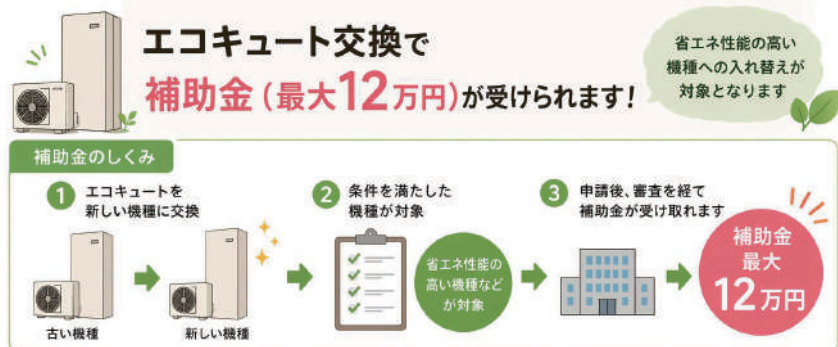 エコキュート交換で
補助金(最大12万円)が受けられます!
省エネ性能の高い
機種への入れ替えが
対象となります
補助金のしくみ
1 エコキュートを
新しい機種に交換
古い機種
新しい機種
2 条件を満たした
機種が対象
省エネ性能の
高い機種など
が対象
3 申請後、審査を経て
補助金が受け取れます
補助金
最大
12万円